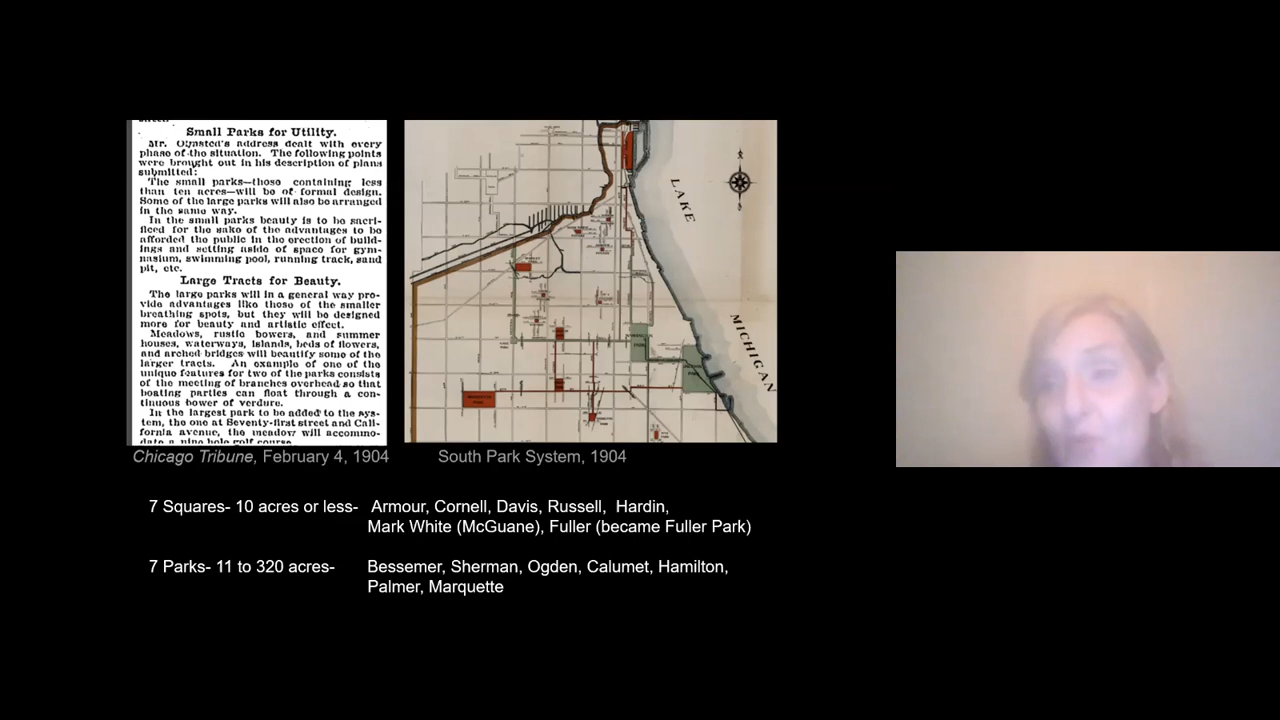 Small Parks for Utility.
Mr. Olmsted's address dealt with every
phase of the situation. The following points
were brought out in his description of plans
submitted:
The small parks—those containing less
than ten acres—will be of formal design.
Some of the large parks will also be arranged
in the same way.
In the small parks beauty is to be sacri-
ficed for the sake of the advantages to be
afforded the public in the erection of build-
ings and setting aside of space for gym-
nasium, swimming pool, running track, sand
pit, etc.
Large Tracts for Beauty.
The large parks will in a general way pro-
vide advantages like those of the smaller
breathing spots, but they will be designed
more for beauty and artistic effect.
Meadows, rustic bowers, and summer
houses, waterways, islands, beds of flowers,
and arched bridges will beautify some of the
larger tracts. An example of one of the
unique features for two of the parks consists
of the meeting of branches overhead so that
boating parties can float through a con-
tinuous bower of verdure.
In the largest park to be added to the sys-
tem, the one at Seventy-first street and Cali-
fornia avenue, the meadow will accommo-
date a nine hole golf course.
LAKE
MICHIGAN
Chicago Tribune, February 4, 1904
South Park System, 1904
7 Squares- 10 acres or less- Armour, Cornell, Davis, Russell, Hardin,
Mark White (McGuane), Fuller (became Fuller Park)
7 Parks- 11 to 320 acres- Bessemer, Sherman, Ogden, Calumet, Hamilton,
Palmer, Marquette